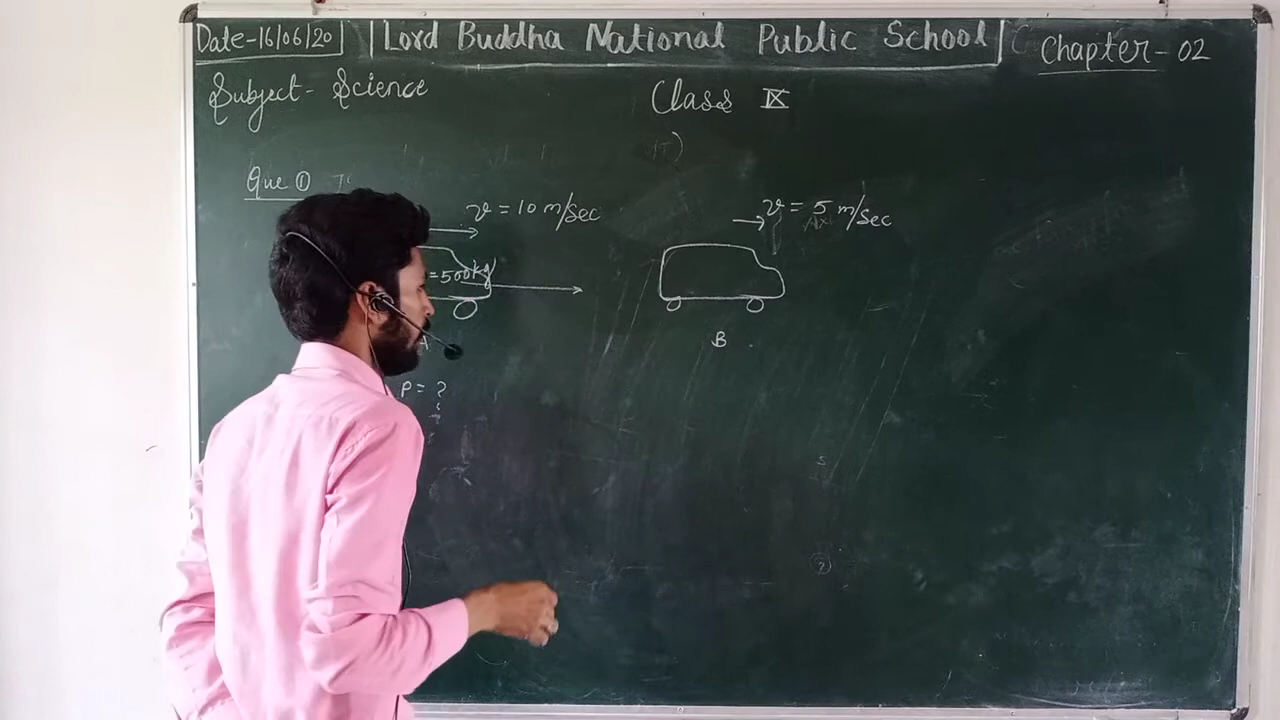 Date-16/06/20
Lord Buddha National Public School
Chapter-02
Subject- Science
Class IX
Que ①
v = 10 m/Sec
v = 5 m/Sec
=500kg
A
B
P = ?